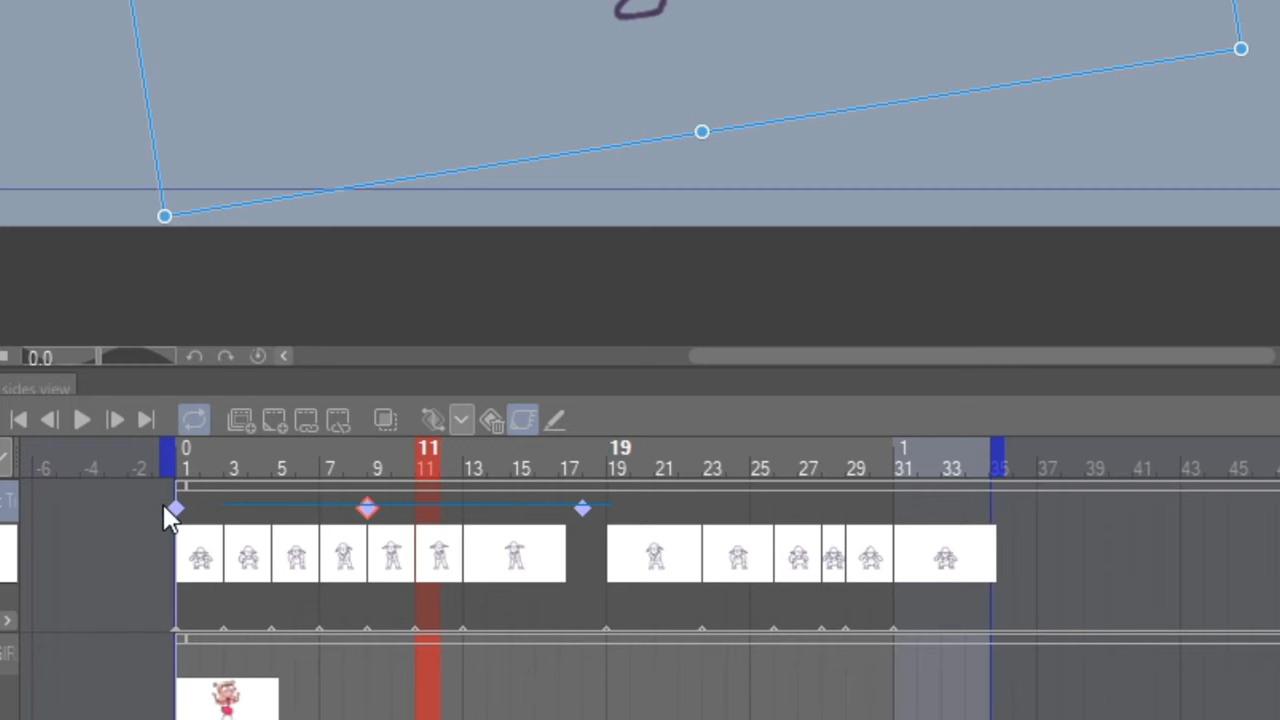 0.0
sides view
0 11 19 1
-6 -4 -2 1 3 5 7 9 11 13 15 17 19 21 23 25 27 29 31 33 35 37 39 41 43 45
: T
GIR